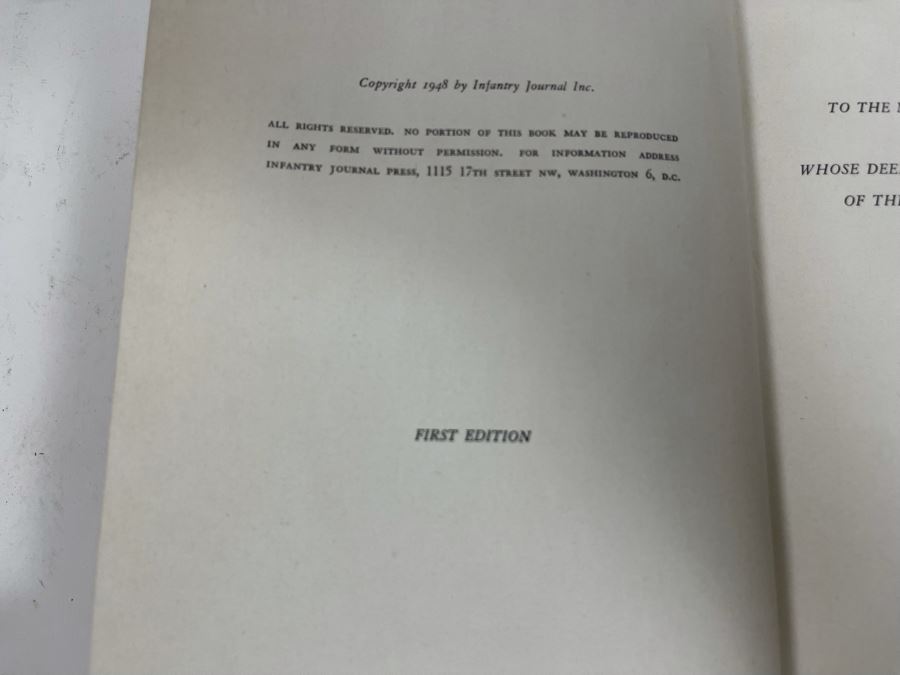 Copyright 1948 by Infantry Journal Inc.
ALL RIGHTS RESERVED. NO PORTION OF THIS BOOK MAY BE REPRODUCED
IN ANY FORM WITHOUT PERMISSION. FOR INFORMATION ADDRESS
INFANTRY JOURNAL PRESS, 1115 17TH STREET NW, WASHINGTON 6, D.C.
FIRST EDITION
TO THE
WHOSE
OF